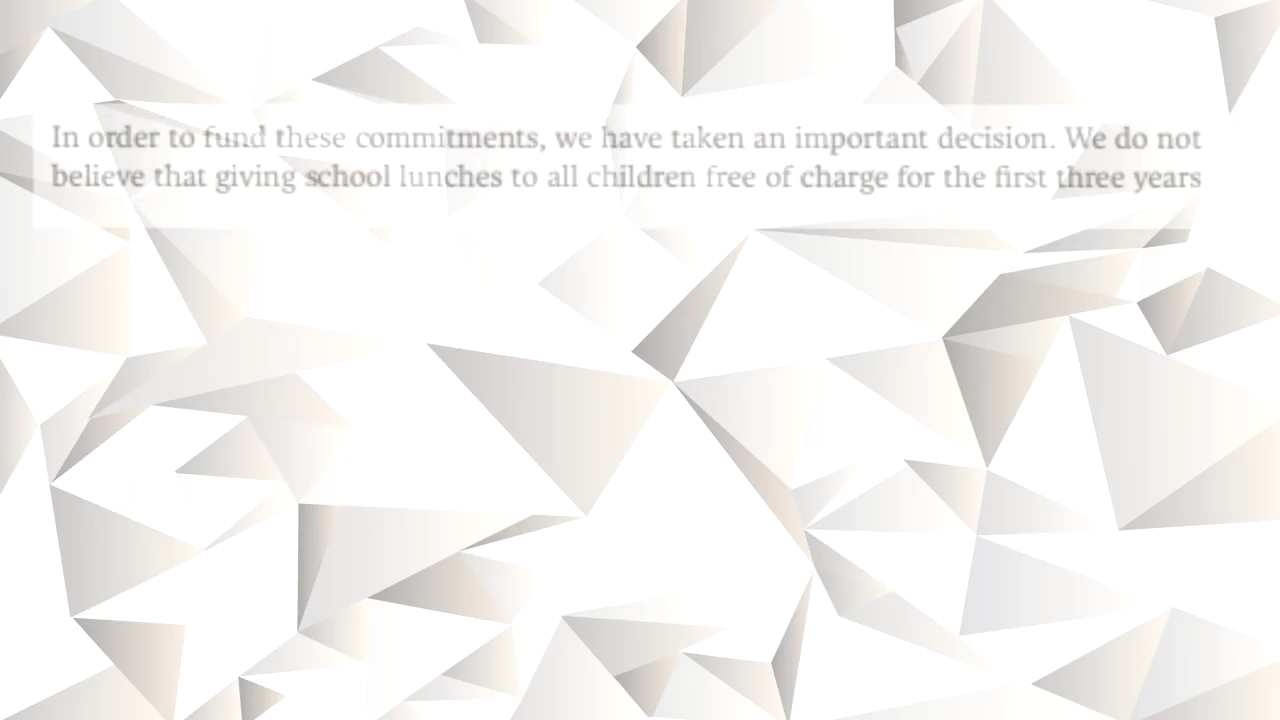 In order to fund these commitments, we have taken an important decision. We do not
believe that giving school lunches to all children free of charge for the first three years